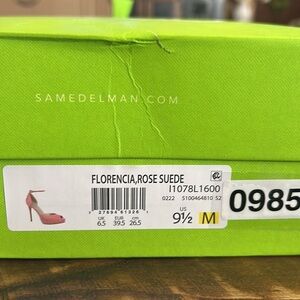 SAMEDELMAN.COM
FLORENCIA,ROSE SUEDE
I1078L1600
0222 5100464810 52
UK EUR cm US
6.5 39.5 26.5 9½ M
0985